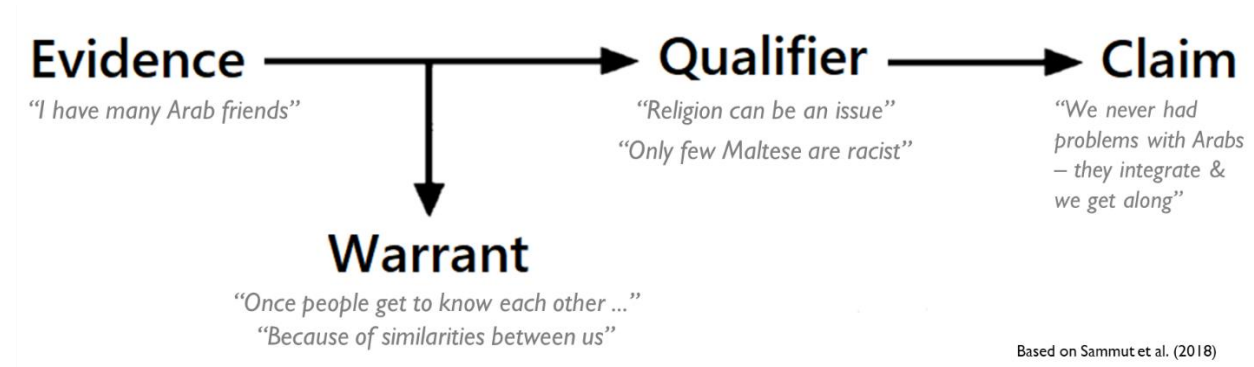 Evidence
Qualifier
Claim
“I have many Arab friends”
“Religion can be an issue”
“Only few Maltese are racist”
“We never had
problems with Arabs
– they integrate &
we get along”
Warrant
“Once people get to know each other ...”
“Because of similarities between us”
Based on Sammut et al. (2018)